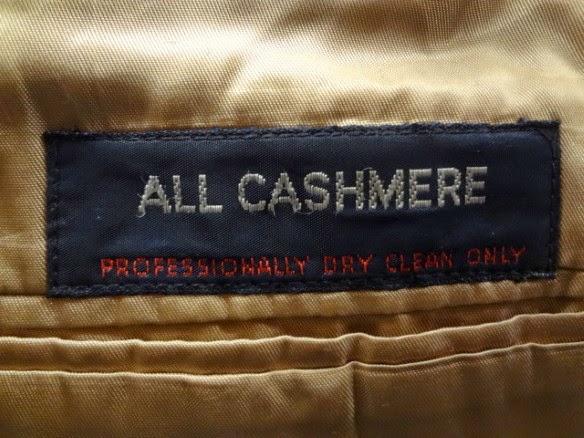 ALL CASHMERE
PROFESSIONALLY DRY CLEAN ONLY